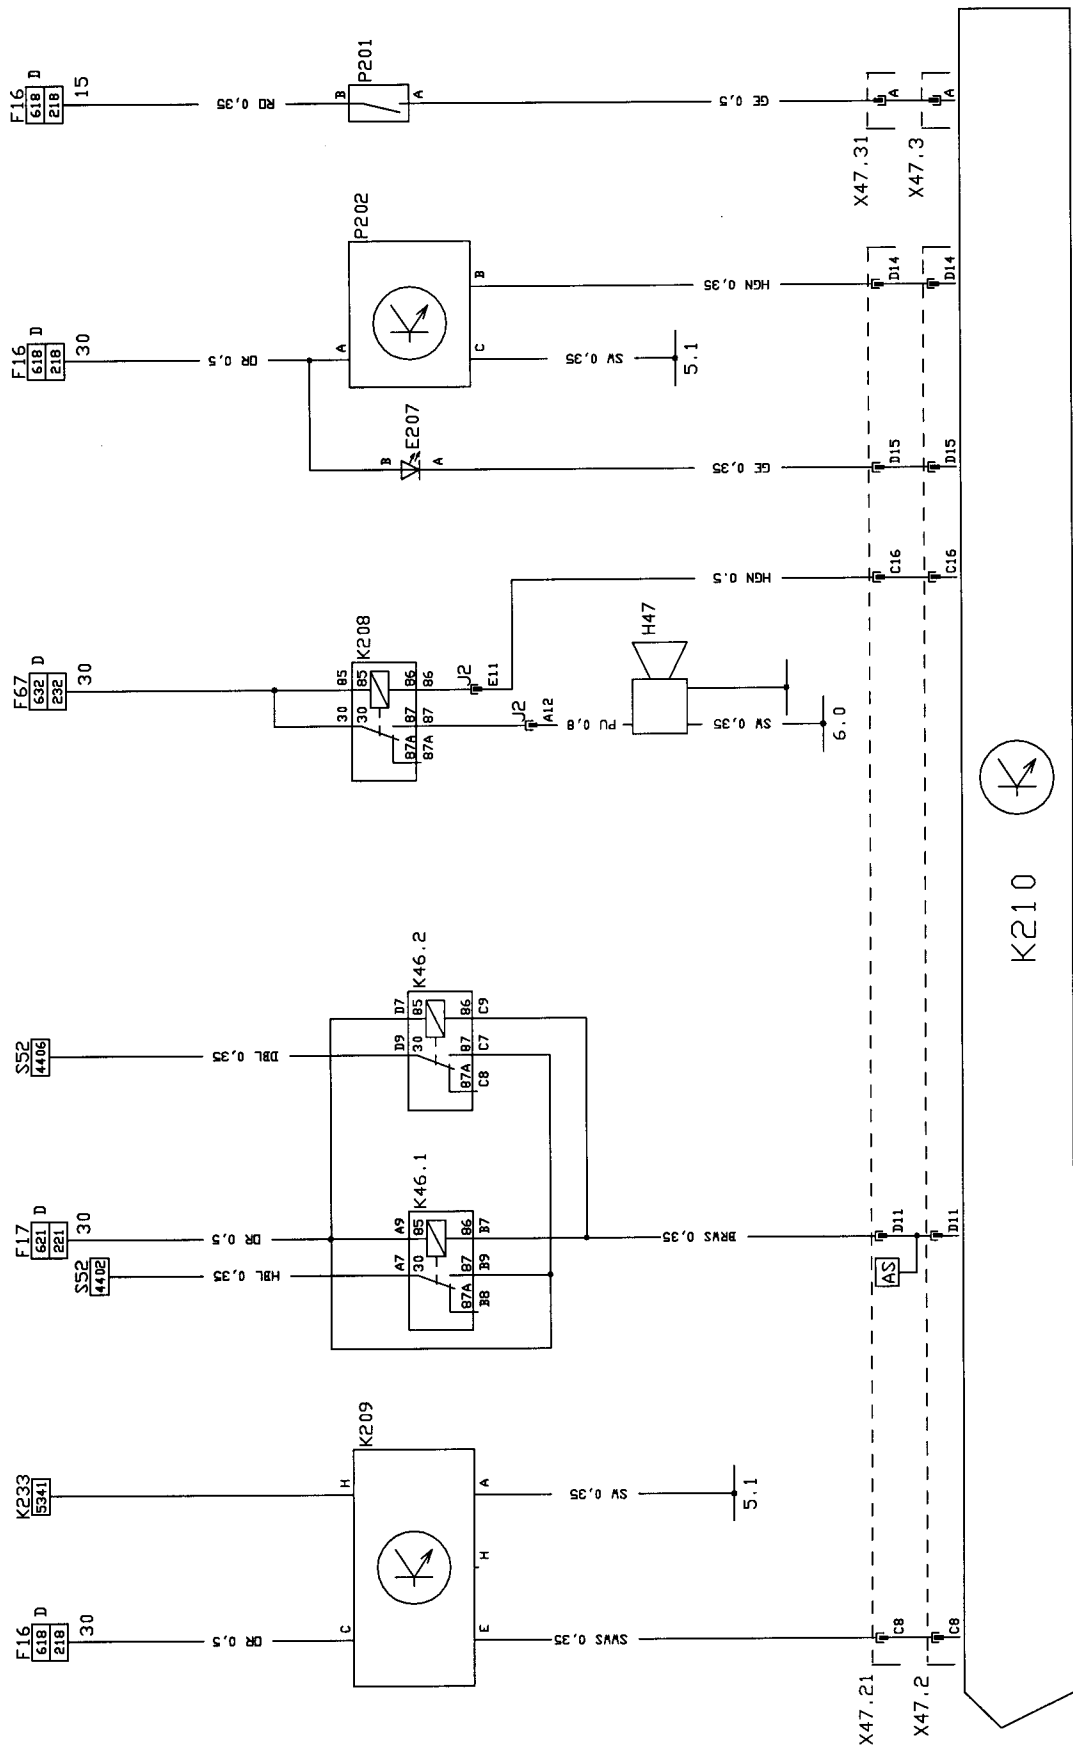 F16 D
618
218
30
OR 0,5
C
K209
E
H
SWWS 0,35
C8
C8
X47.21
X47.2
K233
5341
H
A
SW 0,35
5.1
F17 D
621
221
30
S52
4402
OR 0,5
HBL 0,35
A7
A9
30
85
K46.1
87A
87
86
B8
B9
B7
BRWS 0,35
AS
D11
D11
S52
4406
DBL 0,35
D9
D7
30
85
K46.2
87A
87
86
C8
C7
C9
F67 D
632
232
30
30
85
30
85
K208
87A
87
86
87A
87
86
J2
A12
J2
E11
PU 0,8
H47
SW 0,35
6.0
HGN 0.5
C16
C16
F16 D
618
218
30
OR 0,5
B
E207
A
GE 0,35
D15
D15
A
P202
C
B
SW 0,35
5.1
HGN 0,35
D14
D14
F16 D
618
218
15
RO 0,35
B
P201
A
GE 0,5
X47.31
A
X47.3
A
K210